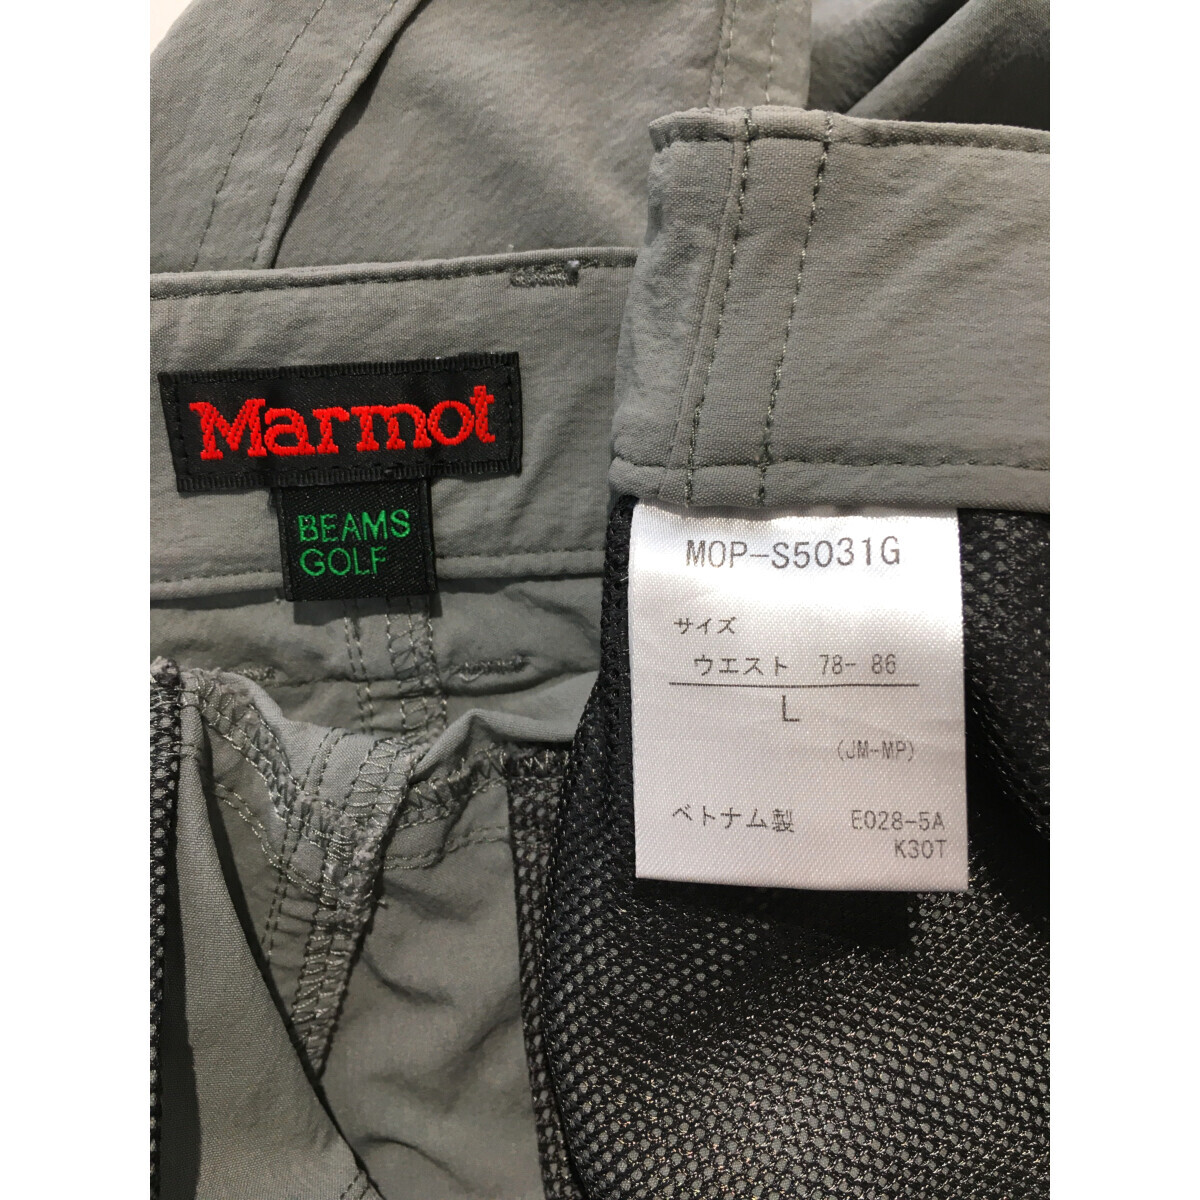 Marmot
BEAMS
GOLF
MOP-S5031G
サイズ
ウエスト 78- 86
L
(JM-MP)
ベトナム製 E028-5A
K30T